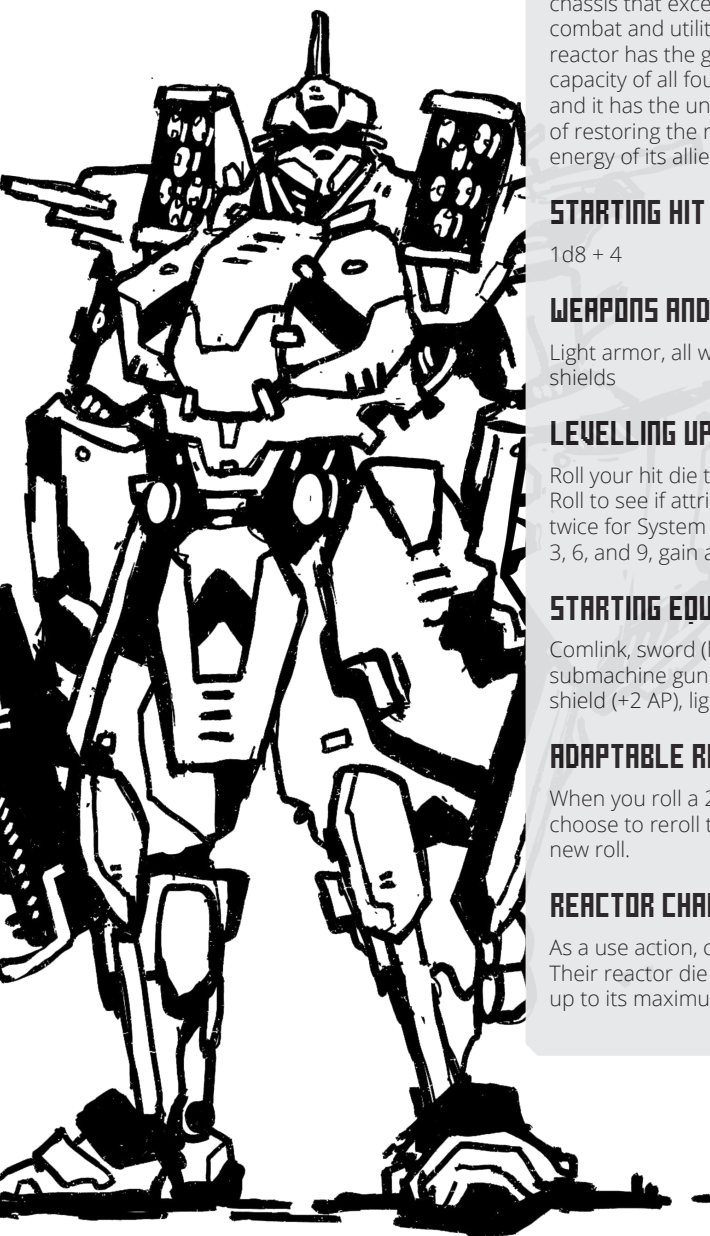 chassis that exce
combat and utilit
reactor has the g
capacity of all fou
and it has the un
of restoring the r
energy of its allie
STARTING HIT
1d8 + 4
WEAPONS AND
Light armor, all w
shields
LEVELLING UP
Roll your hit die t
Roll to see if attri
twice for System
3, 6, and 9, gain a
STARTING EQU
Comlink, sword (l
submachine gun
shield (+2 AP), lig
ADAPTABLE RE
When you roll a 2
choose to reroll t
new roll.
REACTOR CHAR
As a use action, c
Their reactor die
up to its maximu